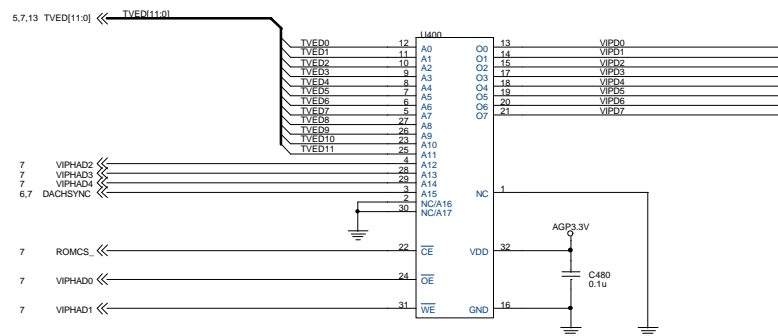 5,7,13 TVED[11:0] TVED[11:0]
U400
TVED0 12 A0 O0 13 VIPD0
TVED1 11 A1 O1 14 VIPD1
TVED2 10 A2 O2 15 VIPD2
TVED3 9 A3 O3 17 VIPD3
TVED4 8 A4 O4 18 VIPD4
TVED5 7 A5 O5 19 VIPD5
TVED6 6 A6 O6 20 VIPD6
TVED7 5 A7 O7 21 VIPD7
TVED8 27 A8
TVED9 26 A9
TVED10 23 A10
TVED11 25 A11
7 VIPHAD2 4 A12
7 VIPHAD3 28 A13
7 VIPHAD4 29 A14
6,7 DACHSYNC 3 A15 NC 1
2 NC/A16
30 NC/A17
AGP3.3V
7 ROMCS_ 22 CE VDD 32
C480
0.1u
7 VIPHAD0 24 OE
7 VIPHAD1 31 WE GND 16